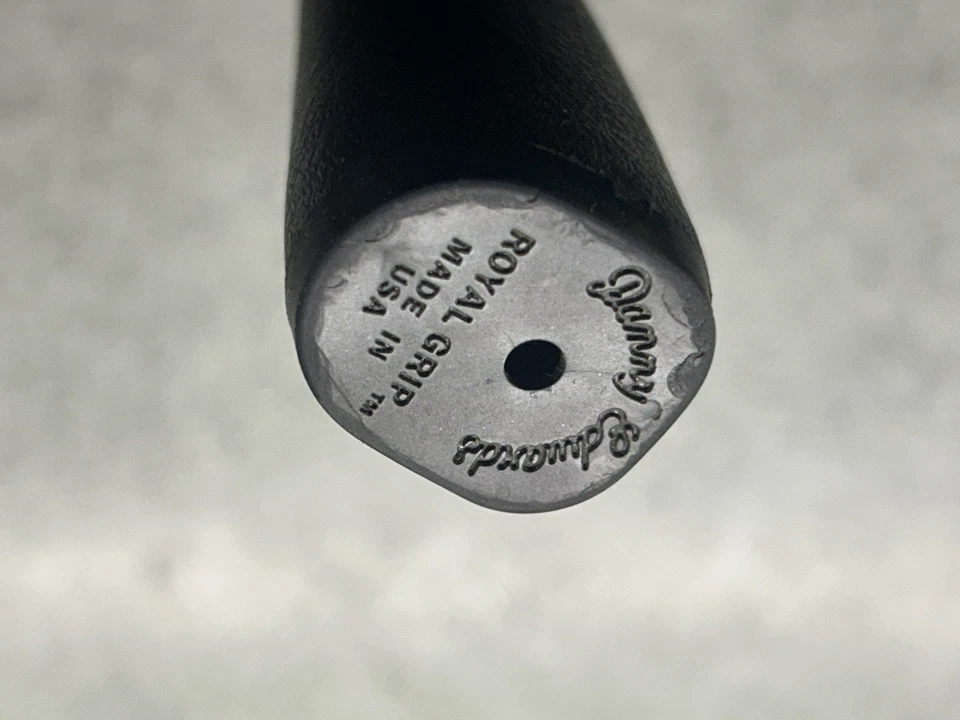 Jimmy Edwards
ROYAL GRIP ™
MADE IN
USA